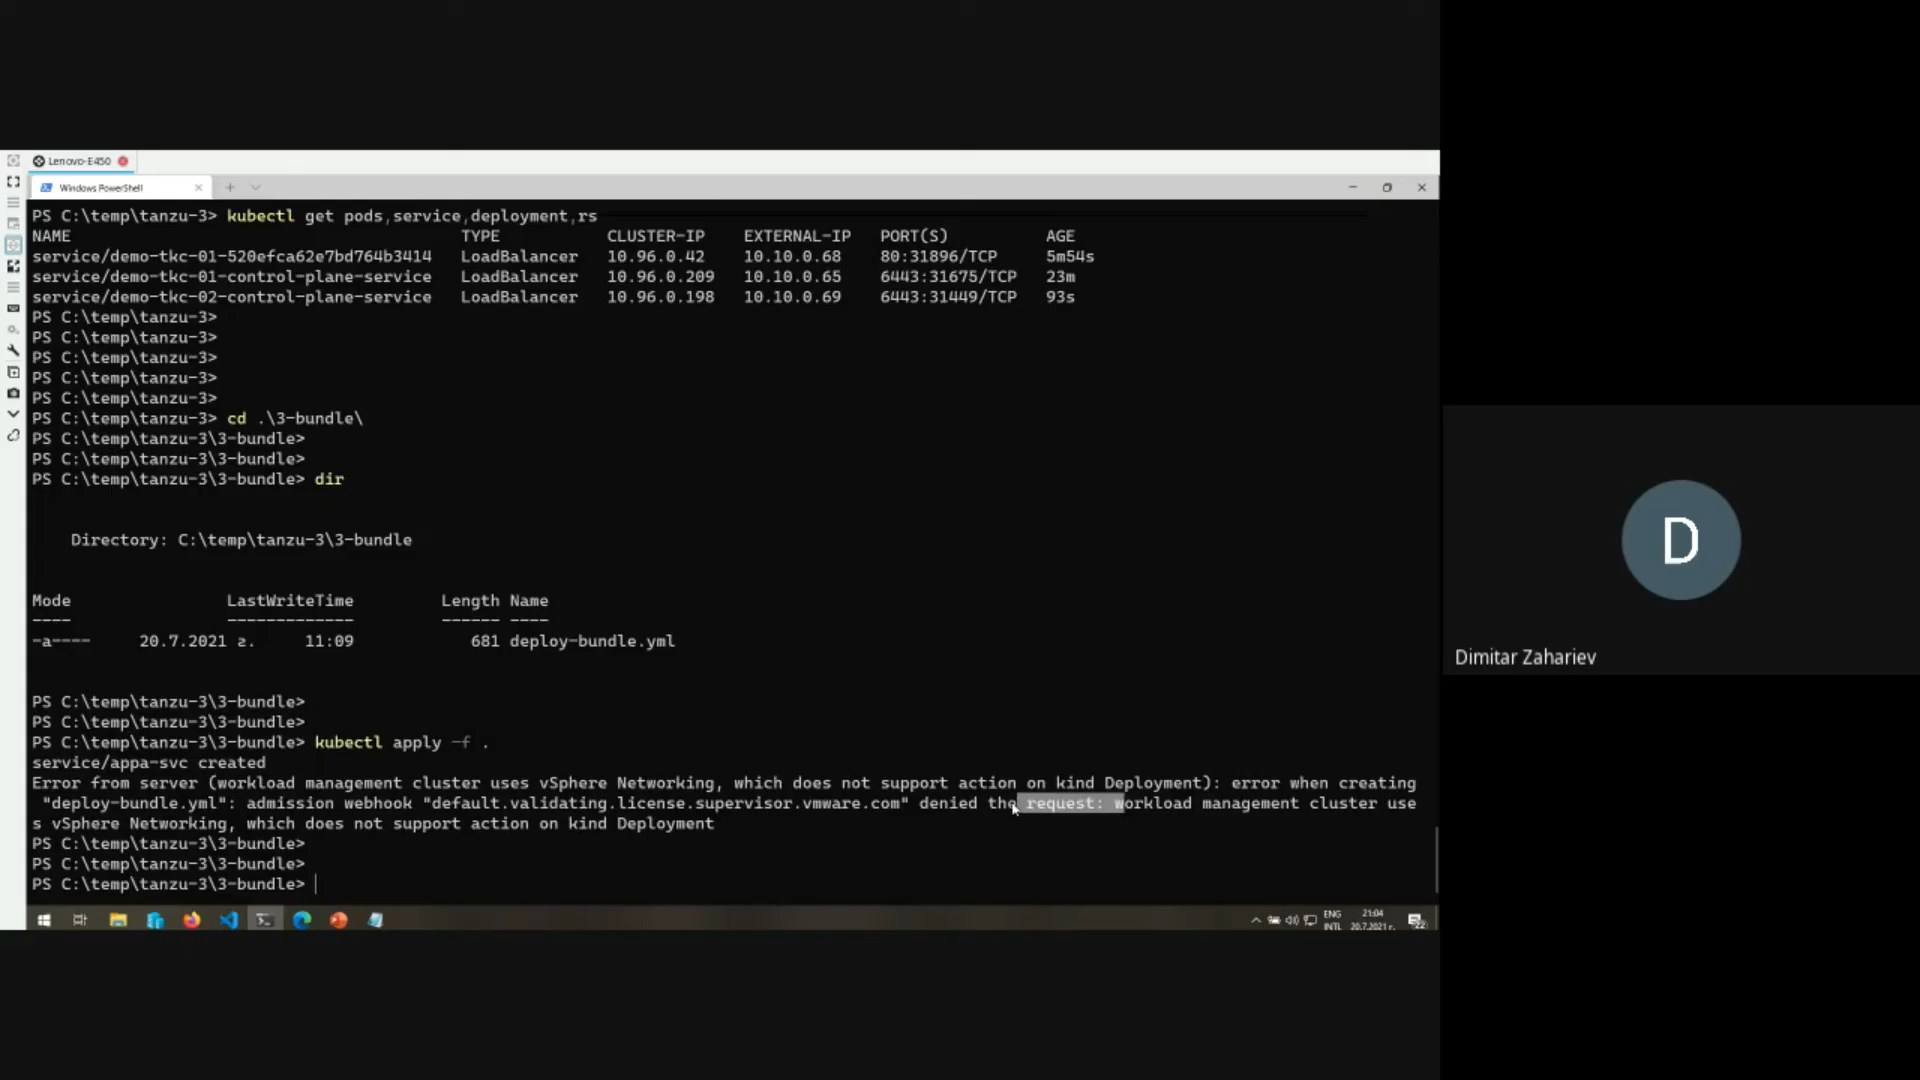 Lenovo-E450
Windows PowerShell
PS C:\temp\tanzu-3> kubectl get pods,service,deployment,rs
NAME TYPE CLUSTER-IP EXTERNAL-IP PORT(S) AGE
service/demo-tkc-01-520efca62e7bd764b3414 LoadBalancer 10.96.0.42 10.10.0.68 80:31896/TCP 5m54s
service/demo-tkc-01-control-plane-service LoadBalancer 10.96.0.209 10.10.0.65 6443:31675/TCP 23m
service/demo-tkc-02-control-plane-service LoadBalancer 10.96.0.198 10.10.0.69 6443:31449/TCP 93s
PS C:\temp\tanzu-3>
PS C:\temp\tanzu-3>
PS C:\temp\tanzu-3>
PS C:\temp\tanzu-3>
PS C:\temp\tanzu-3>
PS C:\temp\tanzu-3> cd .\3-bundle\
PS C:\temp\tanzu-3\3-bundle>
PS C:\temp\tanzu-3\3-bundle>
PS C:\temp\tanzu-3\3-bundle> dir
Directory: C:\temp\tanzu-3\3-bundle
Mode LastWriteTime Length Name
---- ------------- ------ ----
-a---- 20.7.2021 г. 11:09 681 deploy-bundle.yml
PS C:\temp\tanzu-3\3-bundle>
PS C:\temp\tanzu-3\3-bundle>
PS C:\temp\tanzu-3\3-bundle> kubectl apply -f .
service/appa-svc created
Error from server (workload management cluster uses vSphere Networking, which does not support action on kind Deployment): error when creating
"deploy-bundle.yml": admission webhook "default.validating.license.supervisor.vmware.com" denied the request: workload management cluster use
s vSphere Networking, which does not support action on kind Deployment
PS C:\temp\tanzu-3\3-bundle>
PS C:\temp\tanzu-3\3-bundle>
PS C:\temp\tanzu-3\3-bundle>
ENG 21:04
INTL 20.7.2021 г. 22
D
Dimitar Zahariev